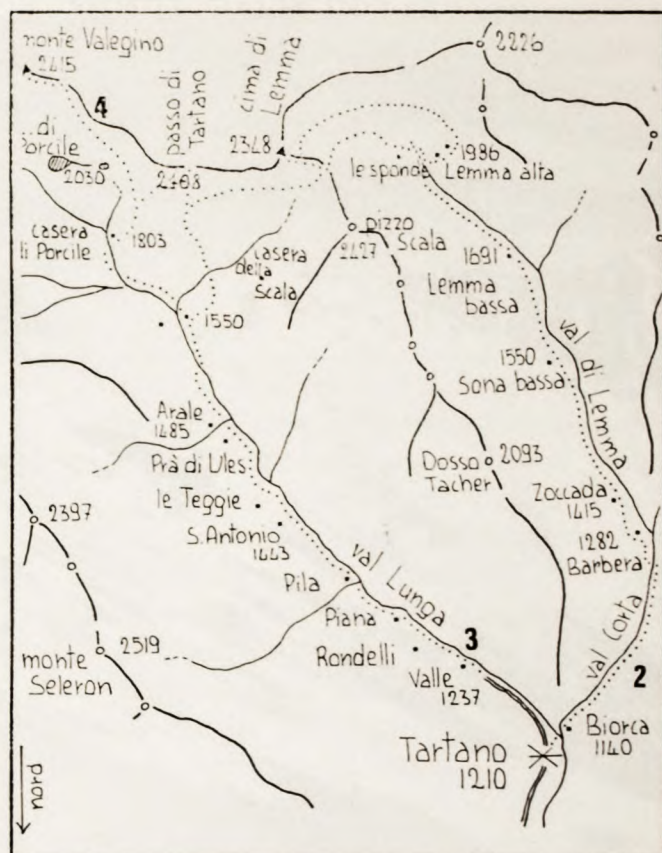 monte Valegino
2415
4
passo di
Tartano
2108
cima di
Lemma
2348
2226
di
Porcile
2030
casera
di Porcile
1803
casera
della
Scala
1550
pizzo
Scala
2427
le sponde
1986
Lemma alta
1691
Lemma
bassa
val di Lemma
1550
Sona bassa
Arale
1485
Prà di Ules
le Teggie
S. Antonio
1443
Dosso
Tacher
2093
Zoccada
1415
1282
Barbera
2397
Pila
val Lunga
Piana
3
Rondelli
Valle
1237
val Corta
2
2519
monte
Seleron
Biorca
1140
Tartano
1210
nord